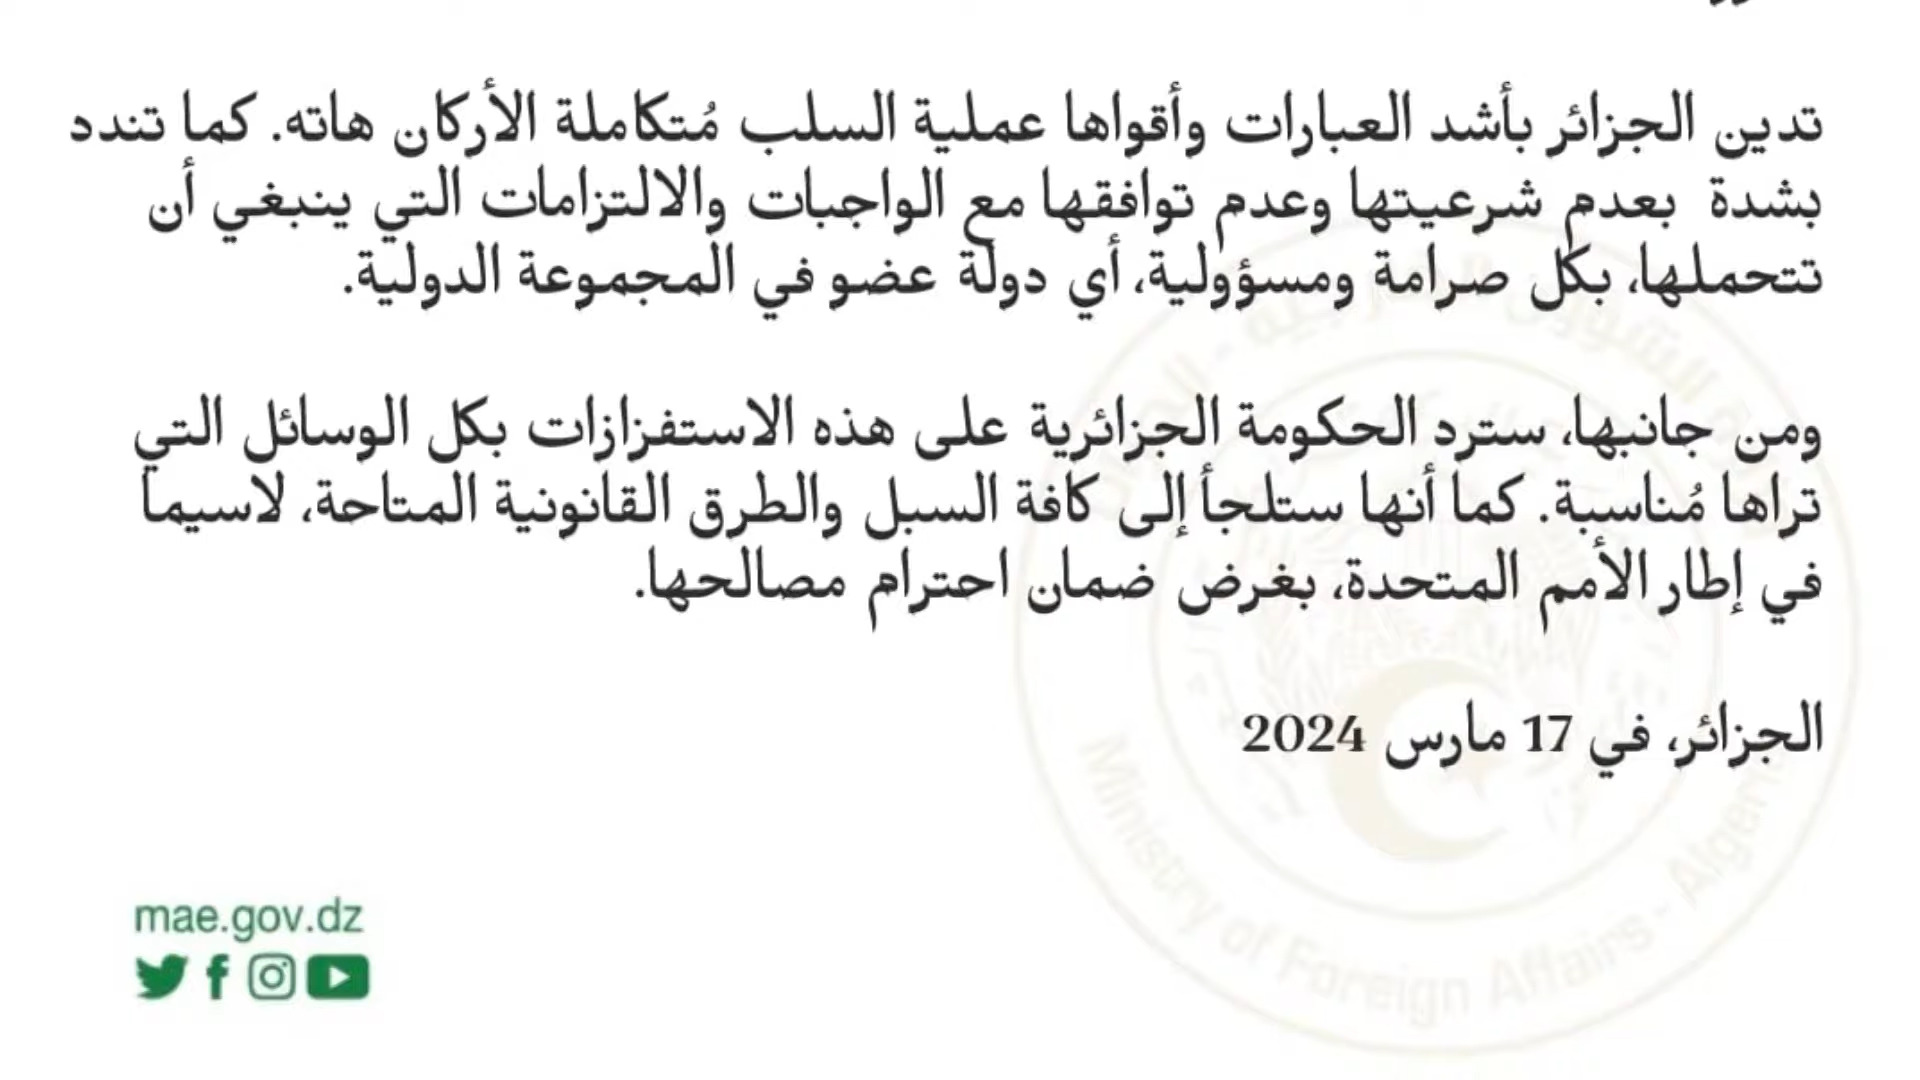 تدين الجزائر بأشد العبارات وأقواها عملية السلب مُتكاملة الأركان هاته. كما تندد
بشدة بعدم شرعيتها وعدم توافقها مع الواجبات والالتزامات التي ينبغي أن
تتحملها، بكل صرامة ومسؤولية، أي دولة عضو في المجموعة الدولية.
ومن جانبها، سترد الحكومة الجزائرية على هذه الاستفزازات بكل الوسائل التي
تراها مُناسبة. كما أنها ستلجأ إلى كافة السبل والطرق القانونية المتاحة، لاسيما
في إطار الأمم المتحدة، بغرض ضمان احترام مصالحها.
الجزائر، في 17 مارس 2024
Ministry of Foreign Affairs - Algeria
mae.gov.dz